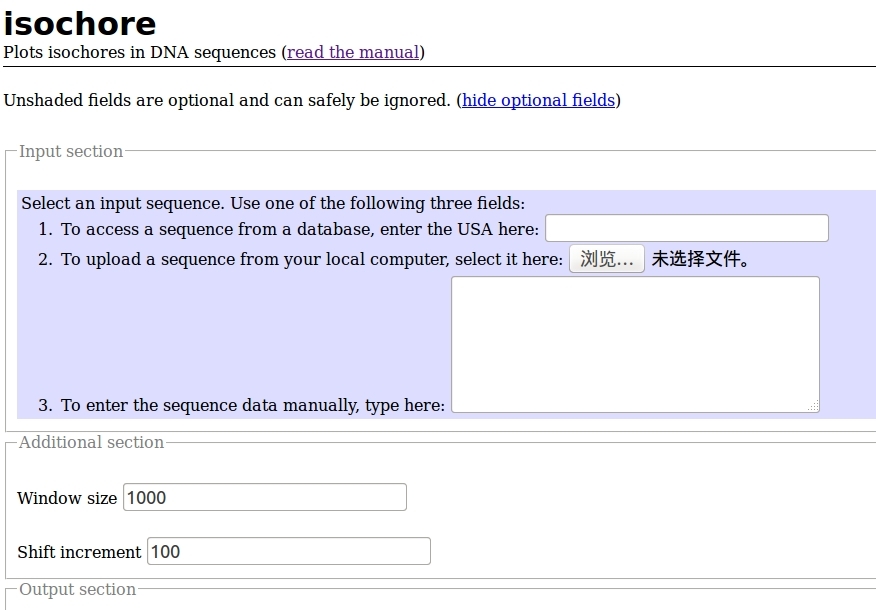 isochore
Plots isochores in DNA sequences (read the manual)
Unshaded fields are optional and can safely be ignored. (hide optional fields)
Input section
Select an input sequence. Use one of the following three fields:
1. To access a sequence from a database, enter the USA here:
2. To upload a sequence from your local computer, select it here: 浏览... 未选择文件。
3. To enter the sequence data manually, type here:
Additional section
Window size 1000
Shift increment 100
Output section